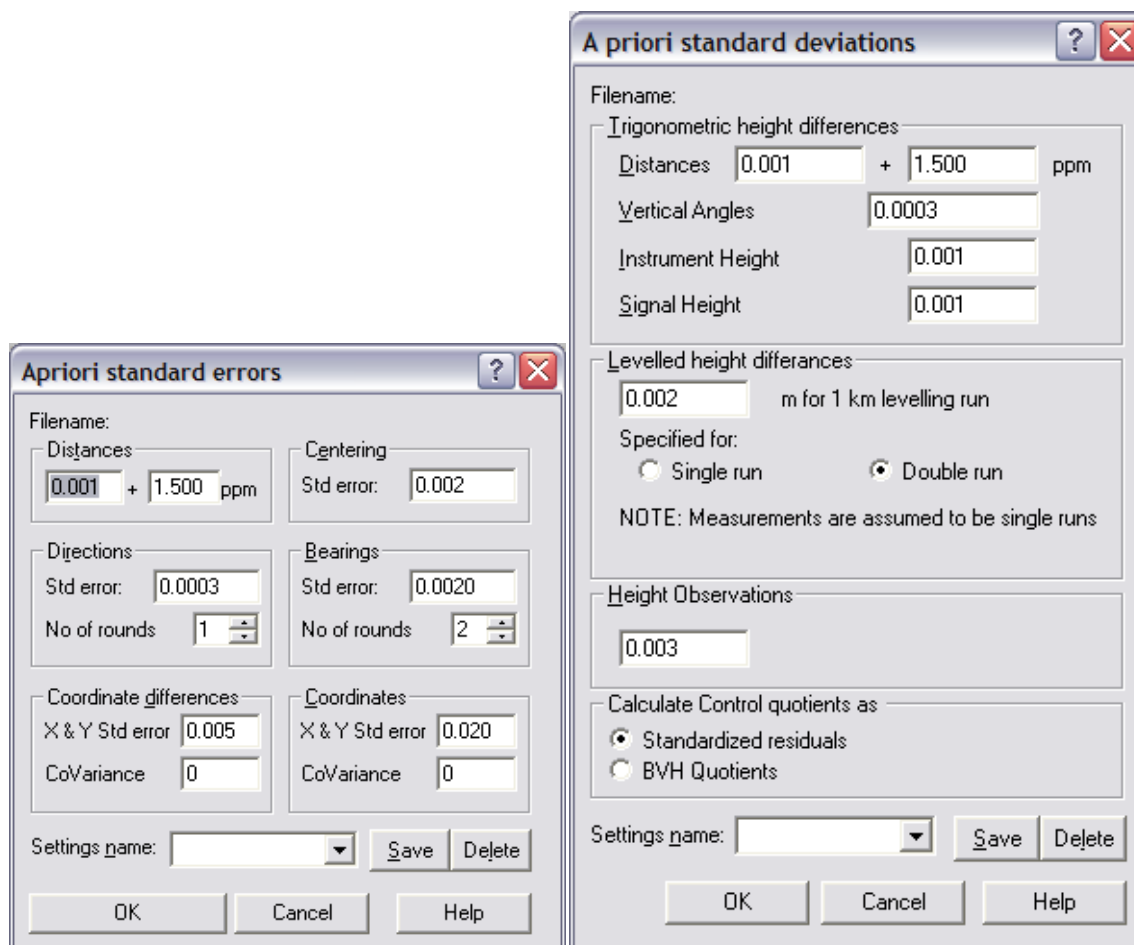 Apriori standard errors
Filename:
Distances
0.001 + 1.500 ppm
Centering
Std error: 0.002
Directions
Std error: 0.0003
No of rounds 1
Bearings
Std error: 0.0020
No of rounds 2
Coordinate differences
X & Y Std error 0.005
CoVariance 0
Coordinates
X & Y Std error 0.020
CoVariance 0
Settings name: Save Delete
OK Cancel Help
A priori standard deviations
Filename:
Trigonometric height differences
Distances 0.001 + 1.500 ppm
Vertical Angles 0.0003
Instrument Height 0.001
Signal Height 0.001
Levelled height differances
0.002 m for 1 km levelling run
Specified for:
Single run Double run
NOTE: Measurements are assumed to be single runs
Height Observations
0.003
Calculate Control quotients as
Standardized residuals
BVH Quotients
Settings name: Save Delete
OK Cancel Help